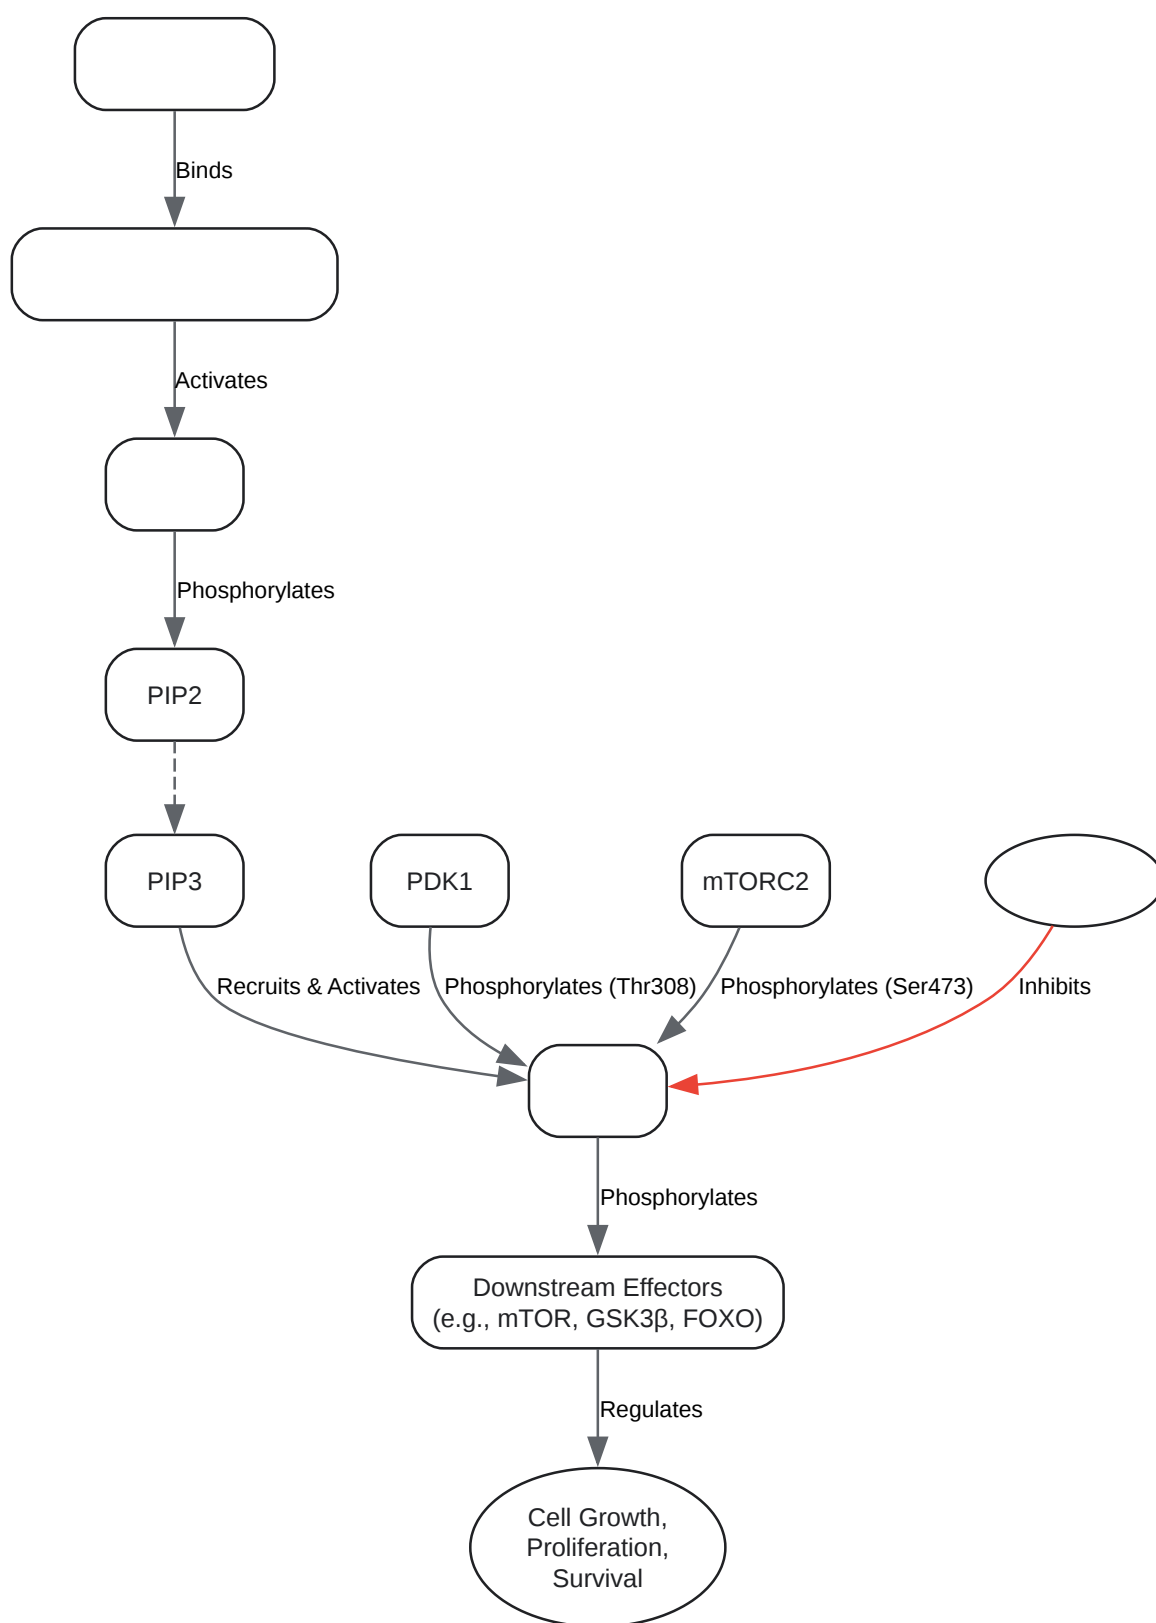 Binds
Activates
Phosphorylates
PIP2
PIP3
PDK1
mTORC2
Recruits & Activates
Phosphorylates (Thr308)
Phosphorylates (Ser473)
Inhibits
Phosphorylates
Downstream Effectors
(e.g., mTOR, GSK3β, FOXO)
Regulates
Cell Growth,
Proliferation,
Survival